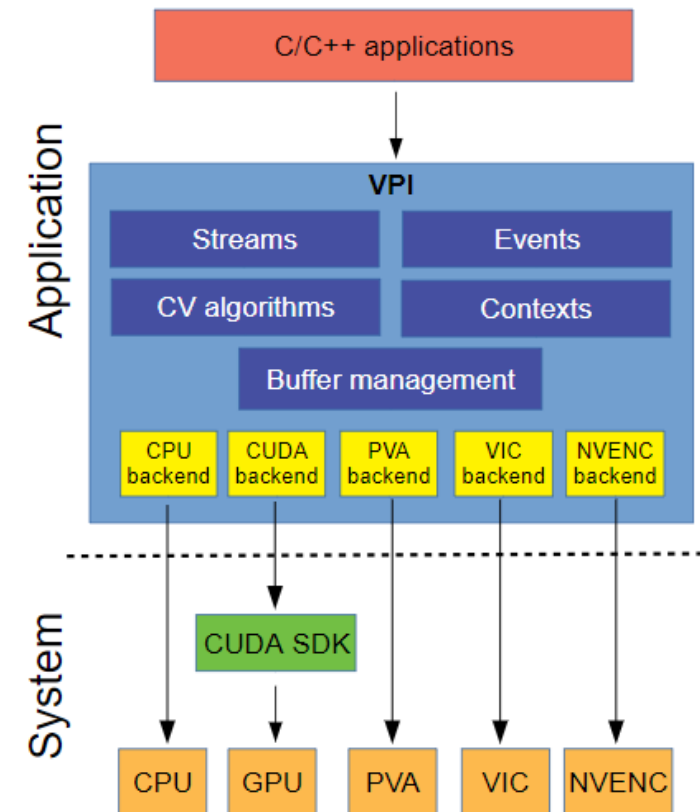 C/C++ applications
Application
VPI
Streams
Events
CV algorithms
Contexts
Buffer management
CPU
backend
CUDA
backend
PVA
backend
VIC
backend
NVENC
backend
System
CUDA SDK
CPU
GPU
PVA
VIC
NVENC